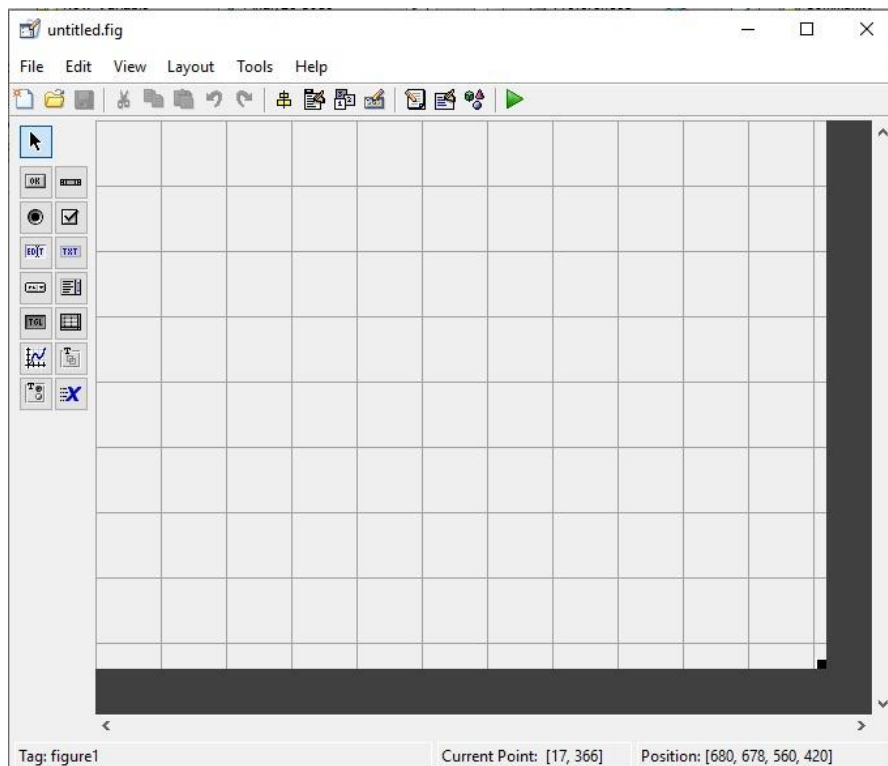 untitled.fig
File Edit View Layout Tools Help
OK
EDIT TXT
TGL
T
T
X
Tag: figure1 Current Point: [17, 366] Position: [680, 678, 560, 420]